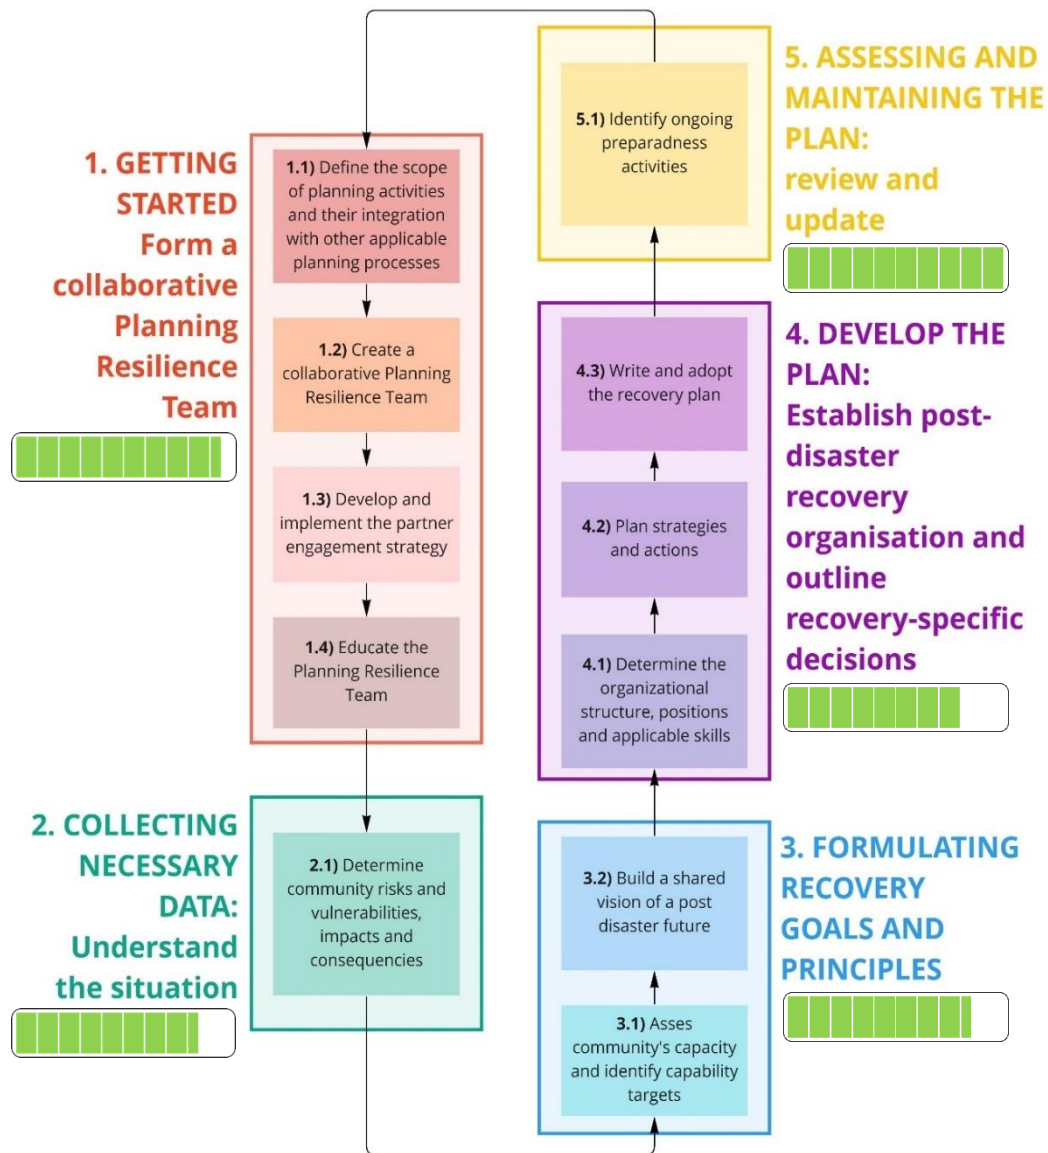 1. GETTING
STARTED
Form a
collaborative
Planning
Resilience
Team
1.1) Define the scope
of planning activities
and their integration
with other applicable
planning processes
1.2) Create a
collaborative Planning
Resilience Team
1.3) Develop and
implement the partner
engagement strategy
1.4) Educate the
Planning Resilience
Team
2. COLLECTING
NECESSARY
DATA:
Understand
the situation
2.1) Determine
community risks and
vulnerabilities,
impacts and
consequencies
3. FORMULATING
RECOVERY
GOALS AND
PRINCIPLES
3.2) Build a shared
vision of a post
disaster future
3.1) Asses
community's capacity
and identify capability
targets
4. DEVELOP THE
PLAN:
Establish post-
disaster
recovery
organisation and
outline
recovery-specific
decisions
4.3) Write and adopt
the recovery plan
4.2) Plan strategies
and actions
4.1) Determine the
organizational
structure, positions
and applicable skills
5. ASSESSING AND
MAINTAINING THE
PLAN:
review and
update
5.1) Identify ongoing
preparadness
activities